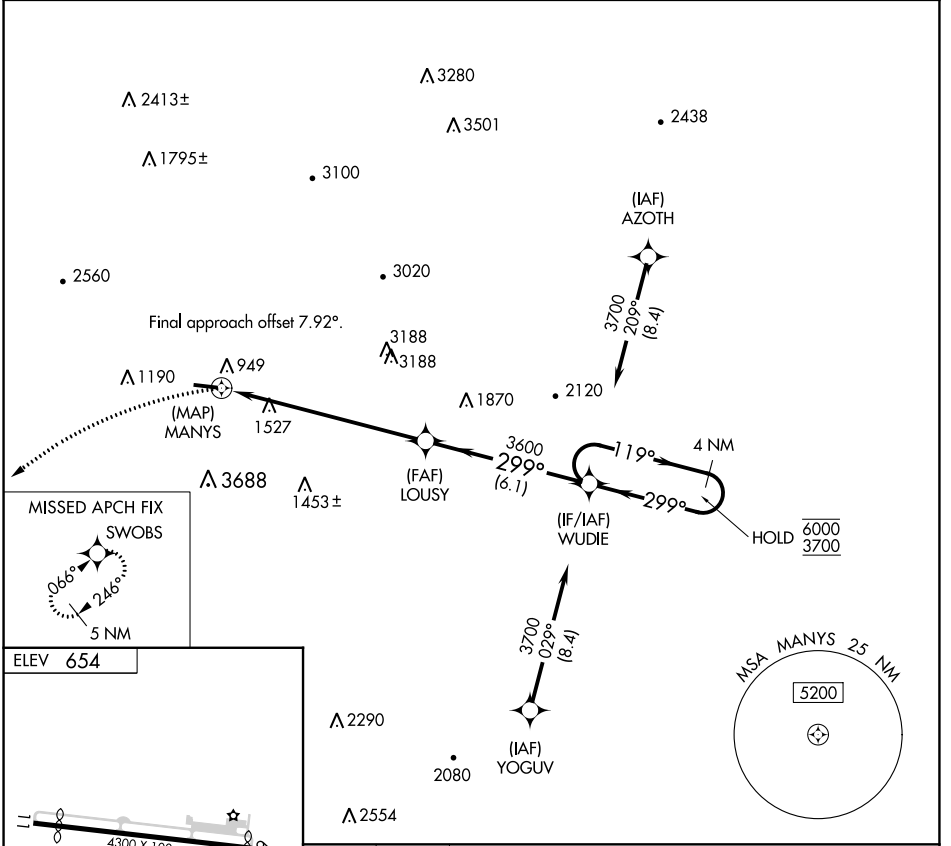 3280
2413±
3501
2438
1795±
3100
(IAF)
AZOTH
2560
3020
3700
209°
(8.4)
Final approach offset 7.92°.
3188
3188
949
1190
1870
2120
(MAP)
MANYS
1527
3600
299°
(6.1)
119°
4 NM
(FAF)
LOUSY
299°
3688
1453±
(IF/IAF)
WUDIE
HOLD 6000
3700
MISSED APCH FIX
SWOBS
066°
246°
5 NM
3700
029°
(8.4)
ELEV 654
MSA MANYS 25 NM
5200
2290
(IAF)
YOGUV
2080
2554
11